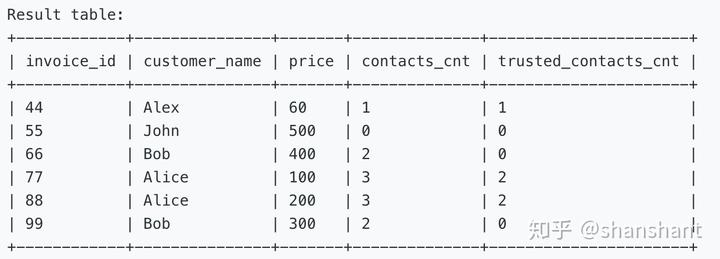 Result table:
+------------+---------------+-------+--------------+----------------------+
| invoice_id | customer_name | price | contacts_cnt | trusted_contacts_cnt |
+------------+---------------+-------+--------------+----------------------+
| 44         | Alex          | 60    | 1            | 1                    |
| 55         | John          | 500   | 0            | 0                    |
| 66         | Bob           | 400   | 2            | 0                    |
| 77         | Alice         | 100   | 3            | 2                    |
| 88         | Alice         | 200   | 3            | 2                    |
| 99         | Bob           | 300   | 2            | 0                    |
+------------+---------------+-------+--------------+----------------------+
知乎 @shanshant